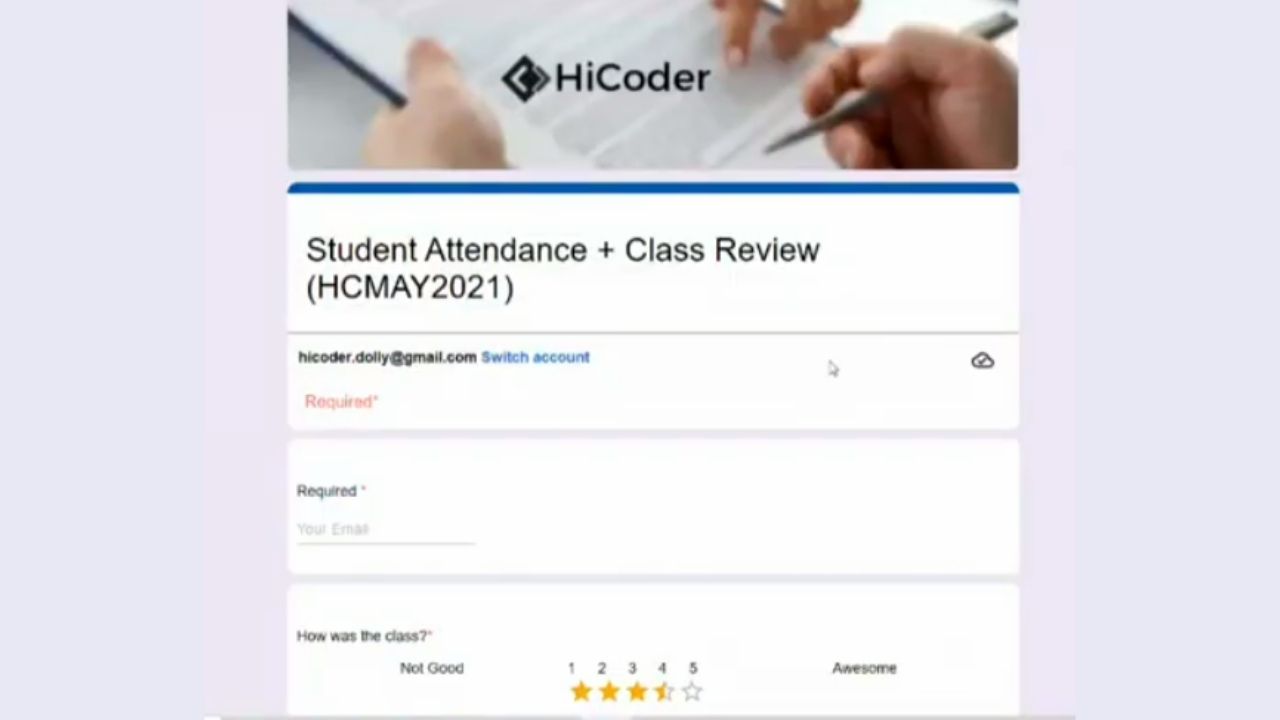 HiCoder
Student Attendance + Class Review
(HCMAY2021)
hicoder.dolly@gmail.com Switch account
Required*
Required *
Your Email
How was the class?*
Not Good 1 2 3 4 5 Awesome